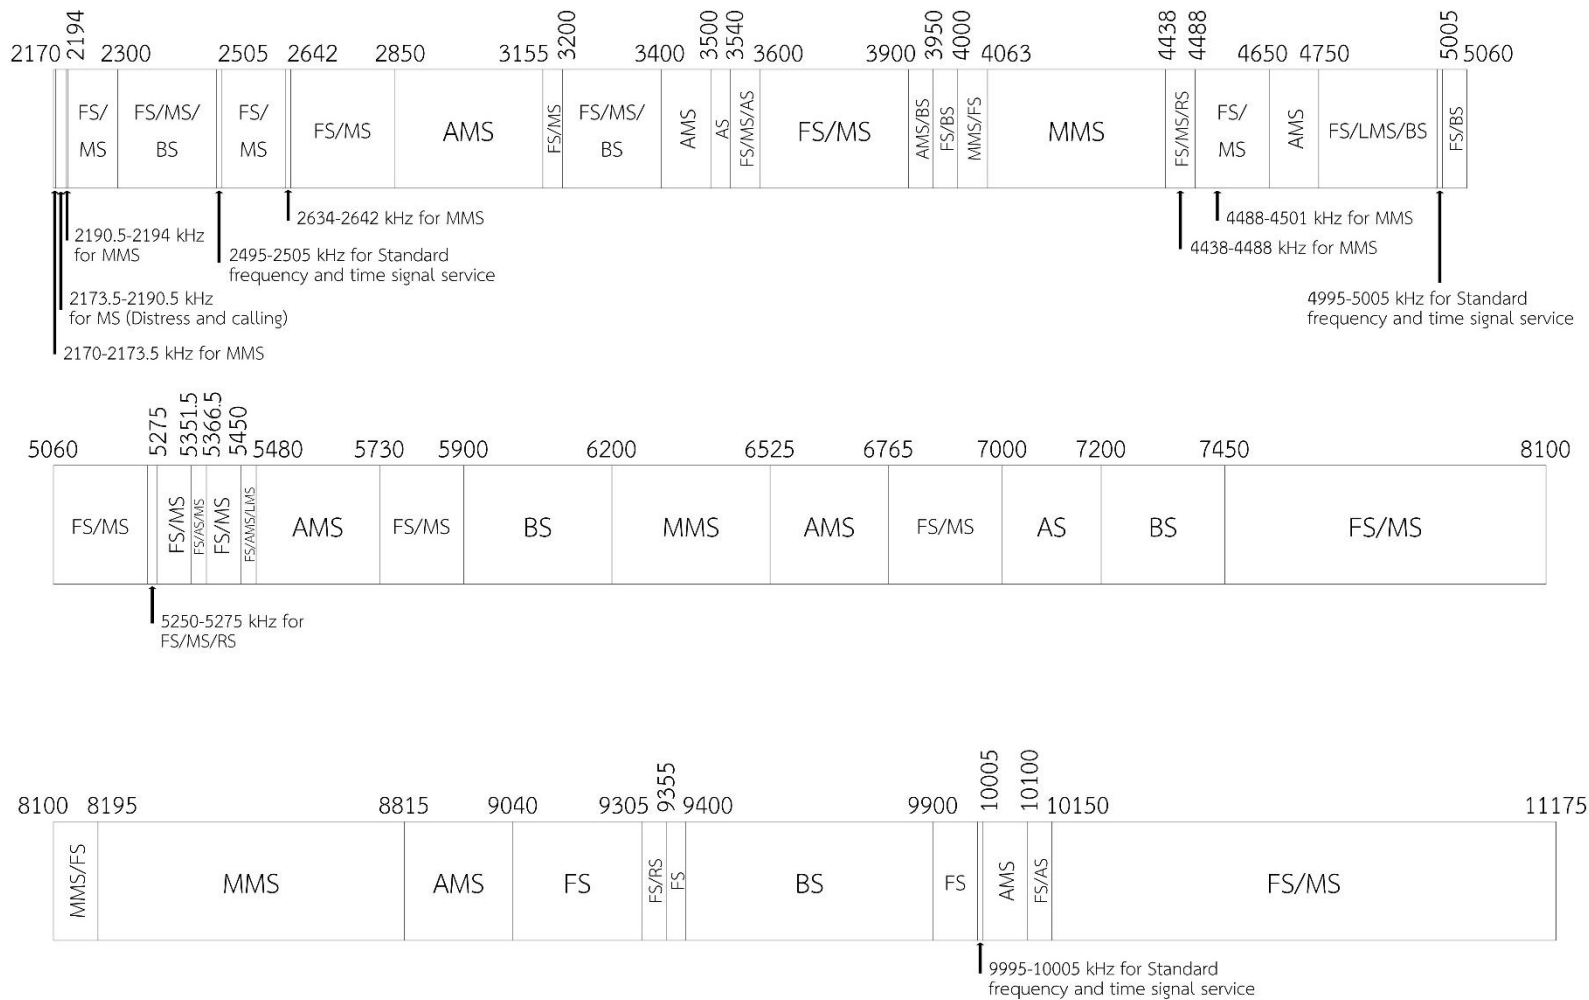 2170 2194 2300 2505 2642 2850 3155 3200 3400 3500 3540 3600 3900 3950 4000 4063 4438 4488 4650 4750 5005 5060
FS/
MS
FS/MS/
BS
FS/
MS
FS/MS
AMS
FS/MS
FS/MS/
BS
AMS
AS
FS/MS/AS
FS/MS
AMS/BS
FS/BS
MMS/FS
MMS
FS/MS/RS
FS/
MS
AMS
FS/LMS/BS
FS/BS
2190.5-2194 kHz
for MMS
2173.5-2190.5 kHz
for MS (Distress and calling)
2170-2173.5 kHz for MMS
2634-2642 kHz for MMS
2495-2505 kHz for Standard
frequency and time signal service
4488-4501 kHz for MMS
4438-4488 kHz for MMS
4995-5005 kHz for Standard
frequency and time signal service
5060 5275 5351.5 5366.5 5450 5480 5730 5900 6200 6525 6765 7000 7200 7450 8100
FS/MS
FS/MS
FS/AS/MS
FS/MS
FS/AMS/LMS
AMS
FS/MS
BS
MMS
AMS
FS/MS
AS
BS
FS/MS
5250-5275 kHz for
FS/MS/RS
8100 8195 8815 9040 9305 9355 9400 9900 10005 10100 10150 11175
MMS/FS
MMS
AMS
FS
FS/RS
FS
BS
FS
AMS
FS/AS
FS/MS
9995-10005 kHz for Standard
frequency and time signal service